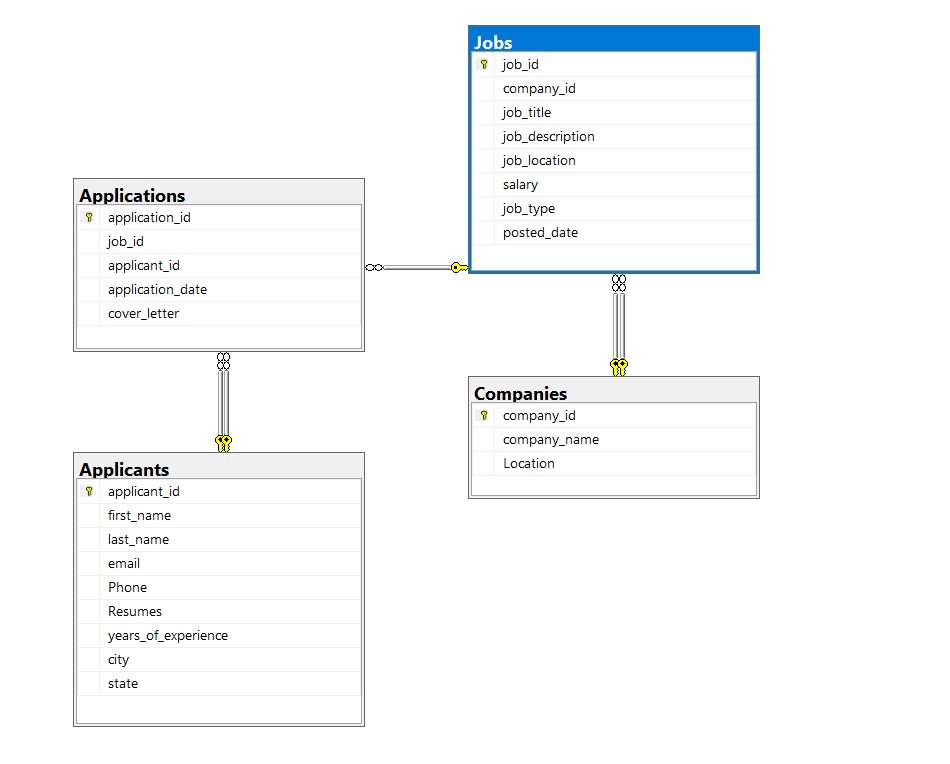 Jobs
job_id
company_id
job_title
job_description
job_location
salary
job_type
posted_date
Applications
application_id
job_id
applicant_id
application_date
cover_letter
Companies
company_id
company_name
Location
Applicants
applicant_id
first_name
last_name
email
Phone
Resumes
years_of_experience
city
state